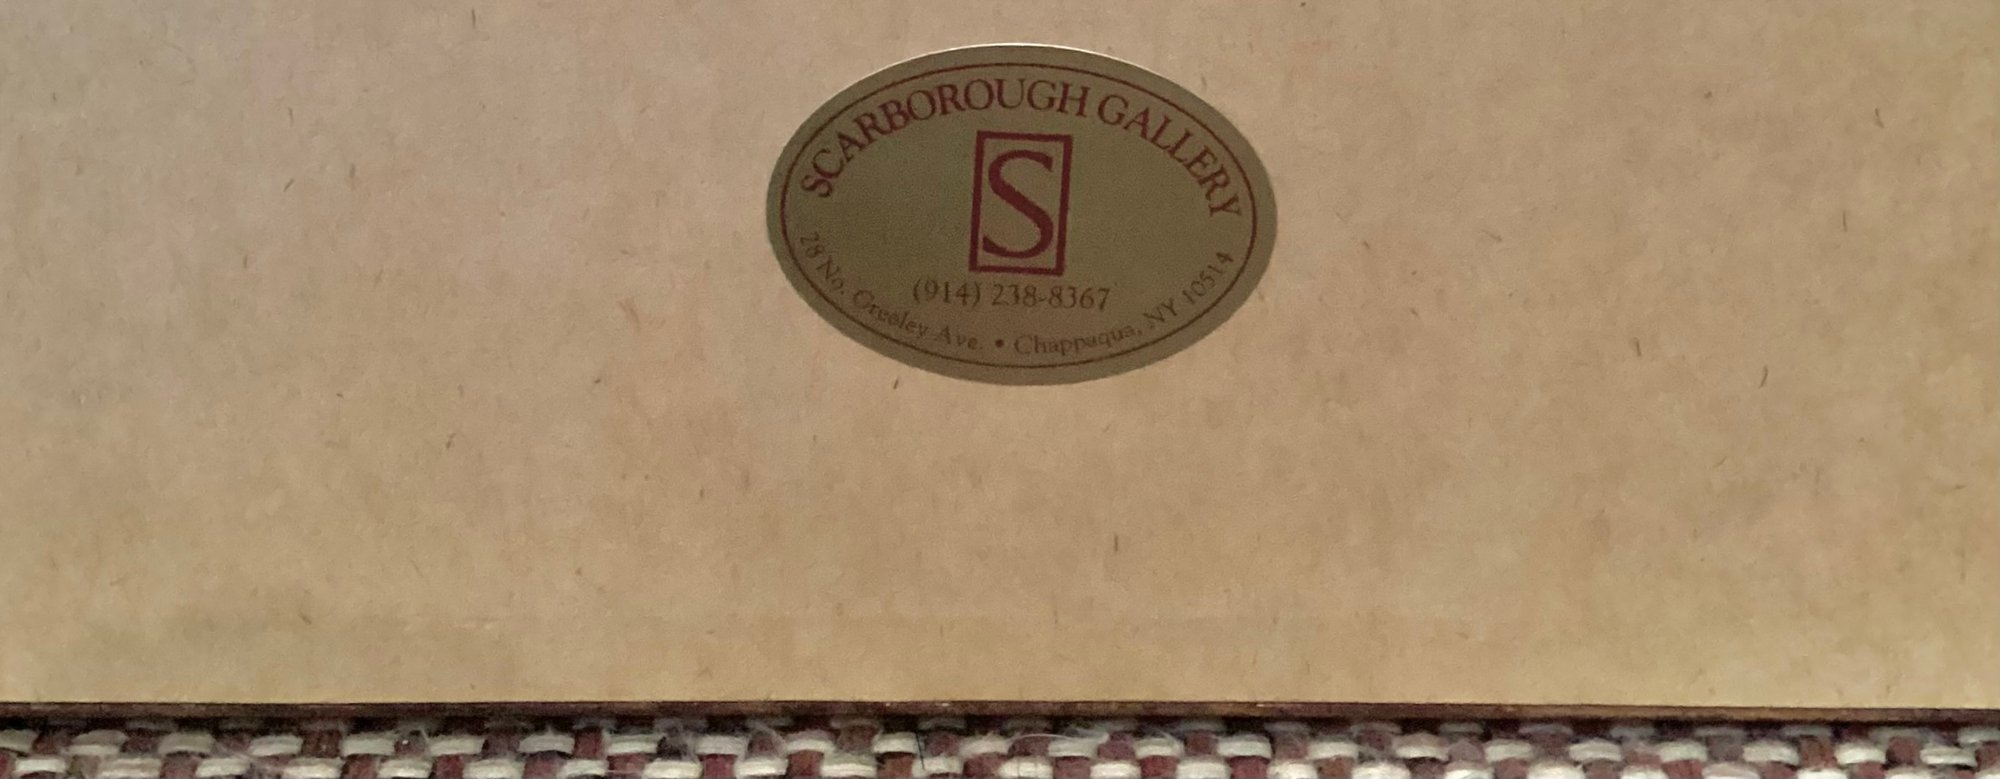 SCARBOROUGH GALLERY
S
(914) 238-8367
28 No. Greeley Ave. • Chappaqua, NY 10514